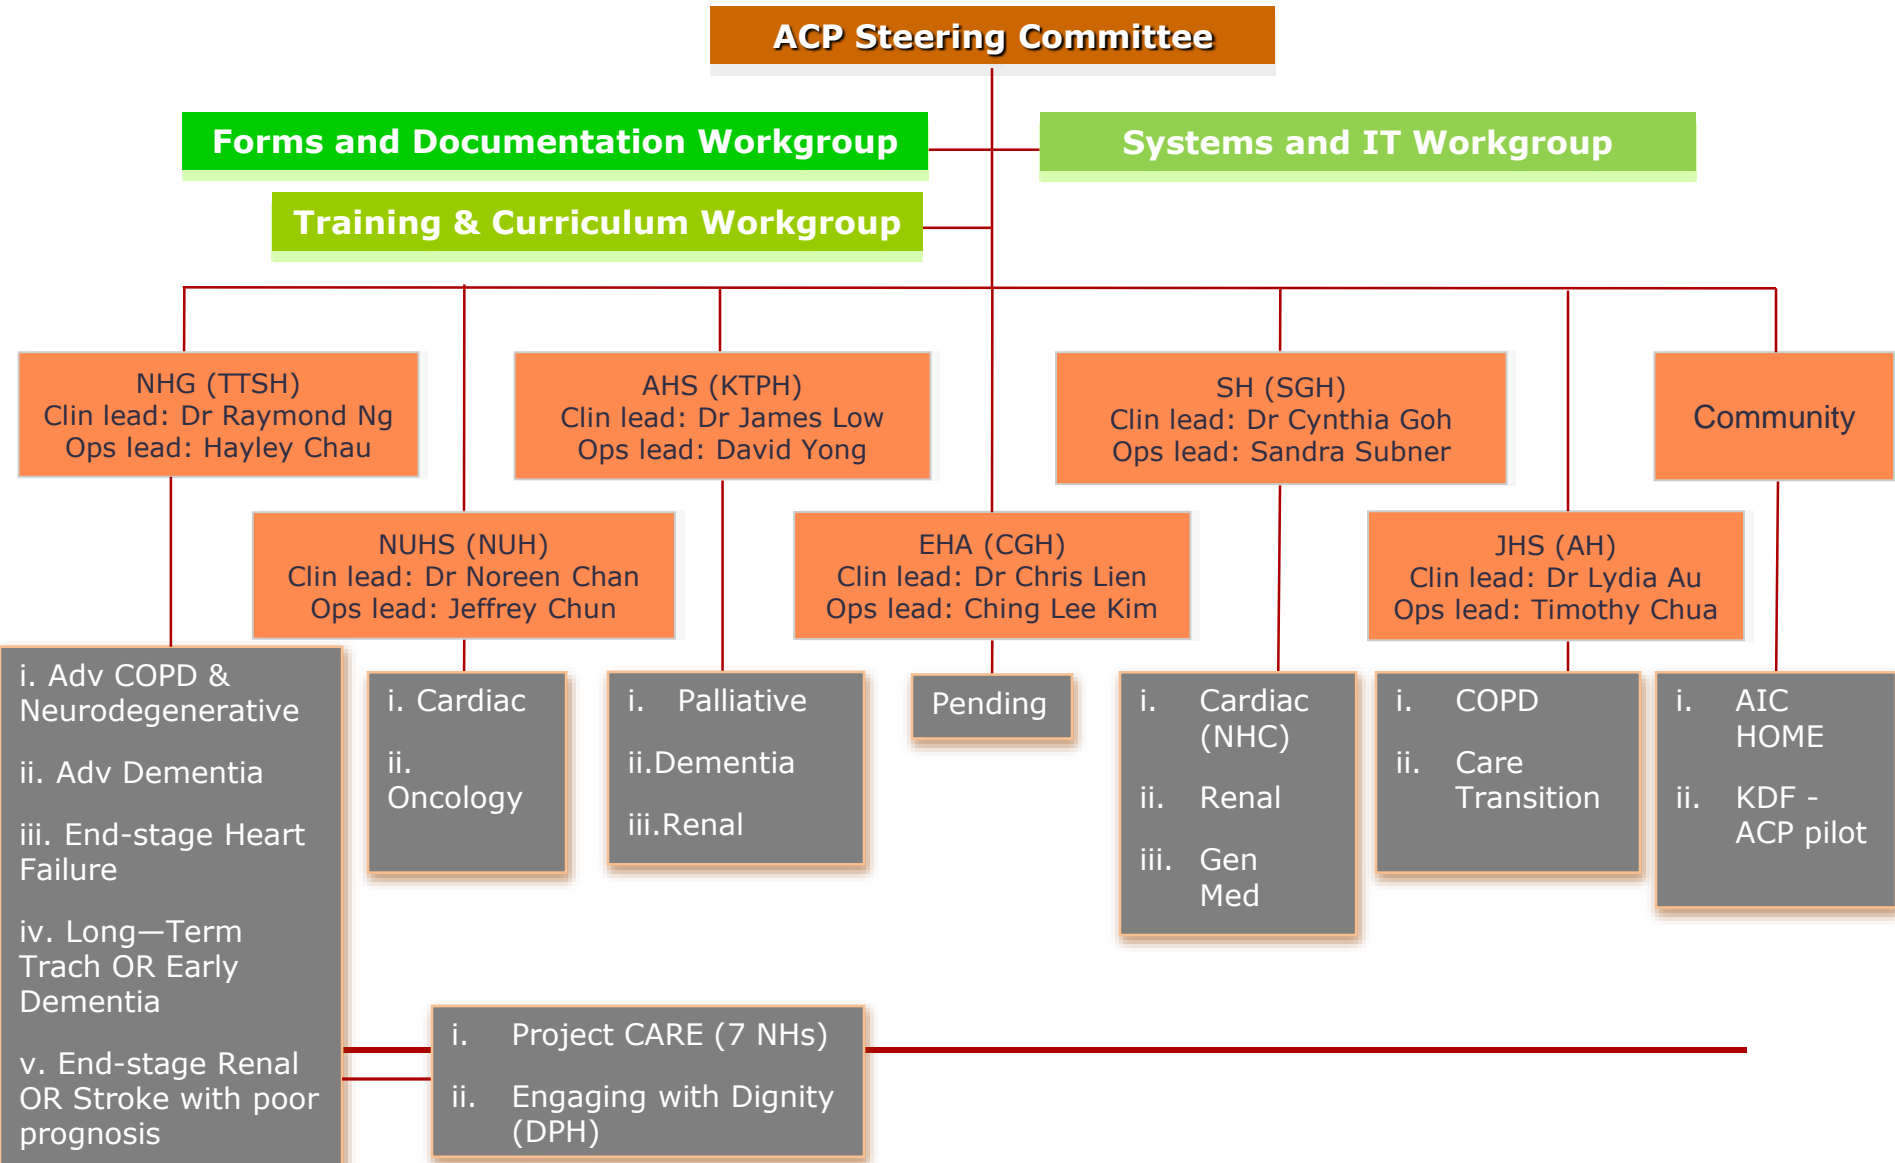 ACP Steering Committee
Forms and Documentation Workgroup
Systems and IT Workgroup
Training & Curriculum Workgroup
NHG (TTSH)
Clin lead: Dr Raymond Ng
Ops lead: Hayley Chau
AHS (KTPH)
Clin lead: Dr James Low
Ops lead: David Yong
SH (SGH)
Clin lead: Dr Cynthia Goh
Ops lead: Sandra Subner
Community
NUHS (NUH)
Clin lead: Dr Noreen Chan
Ops lead: Jeffrey Chun
EHA (CGH)
Clin lead: Dr Chris Lien
Ops lead: Ching Lee Kim
JHS (AH)
Clin lead: Dr Lydia Au
Ops lead: Timothy Chua
i. Adv COPD &
Neurodegenerative
ii. Adv Dementia
iii. End-stage Heart
Failure
iv. Long—Term
Trach OR Early
Dementia
v. End-stage Renal
OR Stroke with poor
prognosis
i. Cardiac
ii.
Oncology
i. Palliative
ii.Dementia
iii.Renal
Pending
i. Cardiac
(NHC)
ii. Renal
iii. Gen
Med
i. COPD
ii. Care
Transition
i. AIC
HOME
ii. KDF -
ACP pilot
i. Project CARE (7 NHs)
ii. Engaging with Dignity
(DPH)